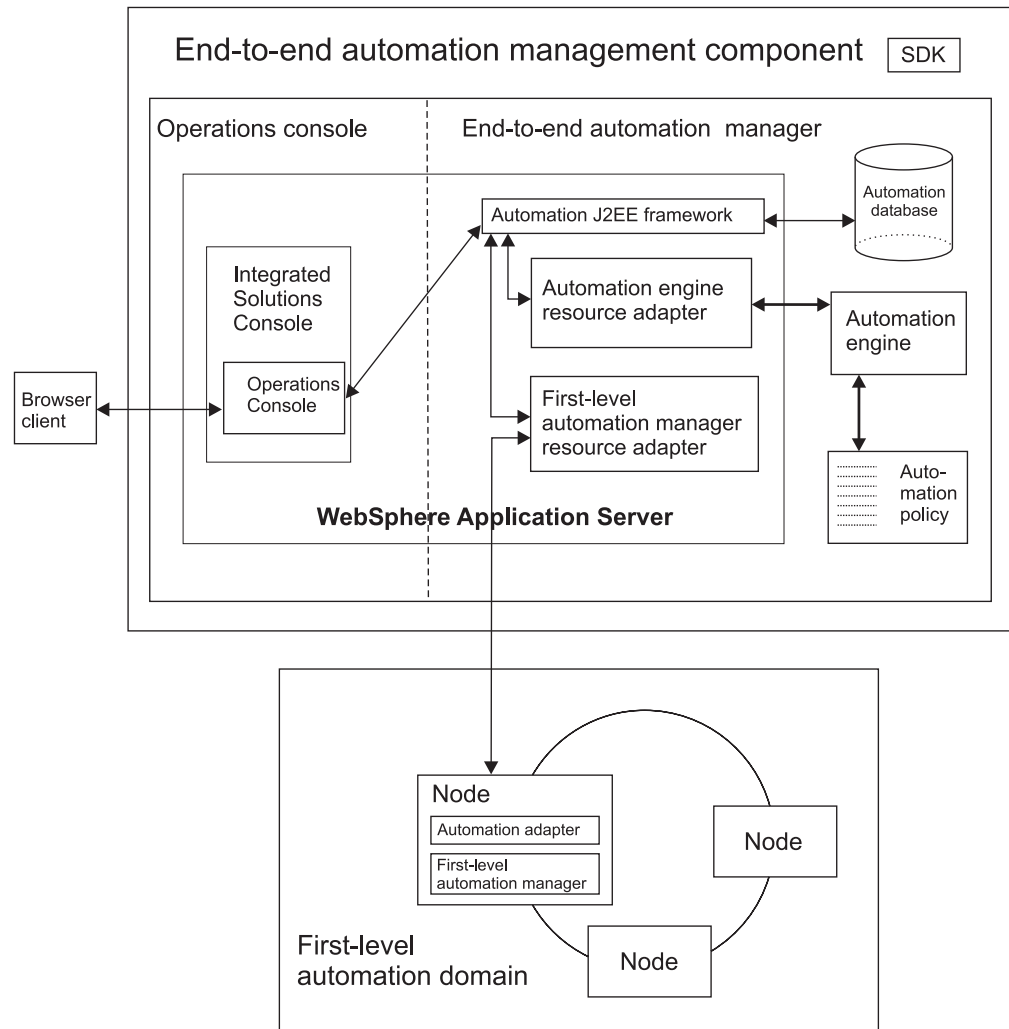 End-to-end automation management component
SDK
Operations console
End-to-end automation manager
Automation
database
Automation J2EE framework
Integrated
Solutions
Console
Automation engine
resource adapter
Automation
engine
Operations
Console
Browser
client
First-level
automation manager
resource adapter
Auto-
mation
policy
WebSphere Application Server
Node
Automation adapter
First-level
automation manager
Node
Node
First-level
automation domain